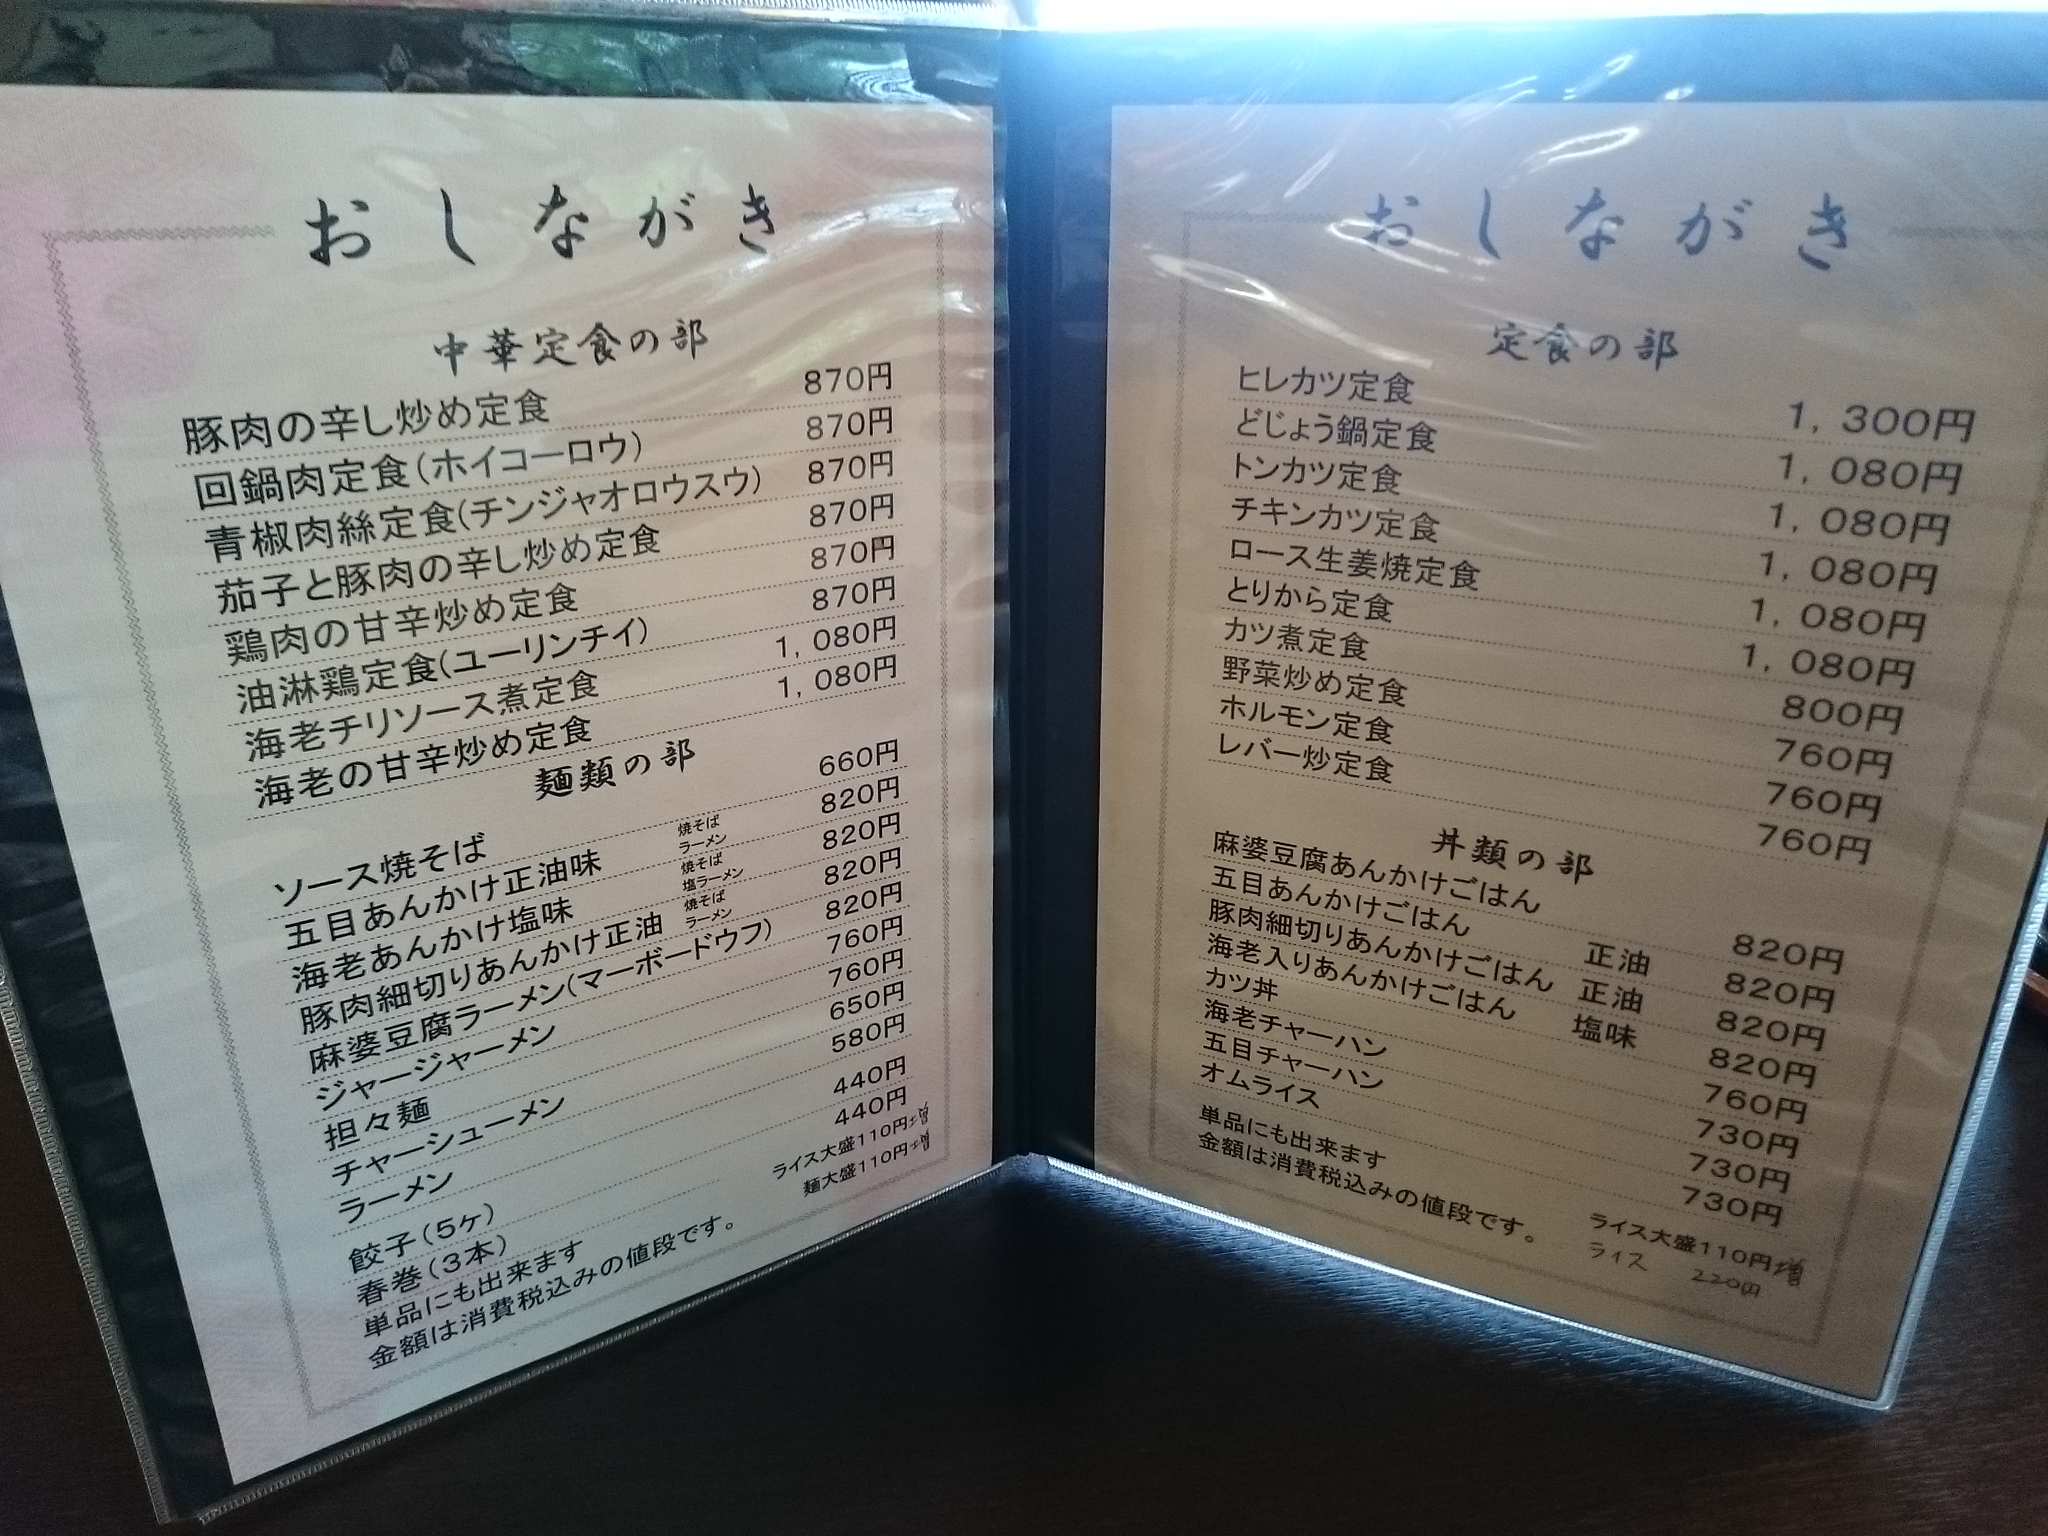 おしながき
中華定食の部
豚肉の辛し炒め定食 870円
回鍋肉定食(ホイコーロウ) 870円
青椒肉絲定食(チンジャオロウスウ) 870円
茄子と豚肉の辛し炒め定食 870円
鶏肉の甘辛炒め定食 870円
油淋鶏定食(ユーリンチイ) 870円
海老チリソース煮定食 1,080円
海老の甘辛炒め定食 1,080円
麺類の部
ソース焼そば 660円
五目あんかけ正油味 焼そば ラーメン 820円
海老あんかけ塩味 焼そば 塩ラーメン 820円
豚肉細切りあんかけ正油 焼そば ラーメン 820円
麻婆豆腐ラーメン(マーボードウフ) 820円
ジャージャーメン 760円
担々麺 760円
チャーシューメン 650円
ラーメン 580円
餃子(5ケ) 440円
春巻(3本) 440円
単品にも出来ます ライス大盛110円増
金額は消費税込みの値段です。 麺大盛110円増
おしながき
定食の部
ヒレカツ定食 1,300円
どじょう鍋定食 1,080円
トンカツ定食 1,080円
チキンカツ定食 1,080円
ロース生姜焼定食 1,080円
とりから定食 1,080円
カツ煮定食 800円
野菜炒め定食 760円
ホルモン定食 760円
レバー炒定食 760円
丼類の部
麻婆豆腐あんかけごはん 820円
五目あんかけごはん 正油 820円
豚肉細切りあんかけごはん 正油 820円
海老入りあんかけごはん 塩味 820円
カツ丼 760円
海老チャーハン 730円
五目チャーハン 730円
オムライス 730円
単品にも出来ます
金額は消費税込みの値段です。
ライス大盛110円増
ライス 220円